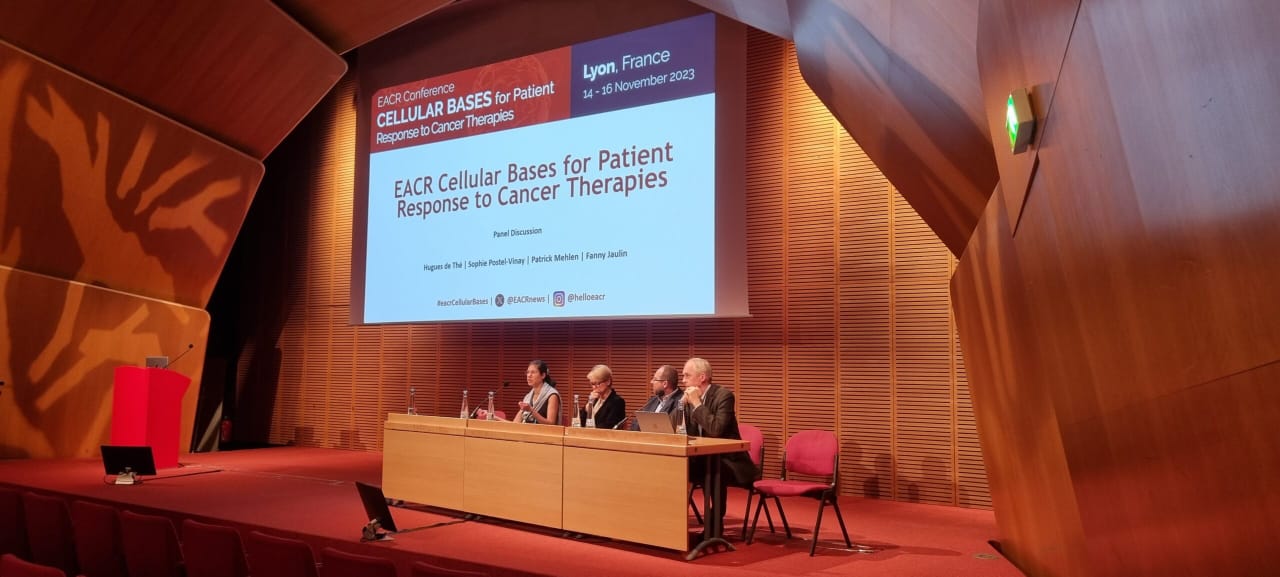 EACR Conference
CELLULAR BASES for Patient
Response to Cancer Therapies
Lyon, France
14 - 16 November 2023
EACR Cellular Bases for Patient
Response to Cancer Therapies
Panel Discussion
Hugues de Thé | Sophie Postel-Vinay | Patrick Mehlen | Fanny Jaulin
#eacrCellularBases | @EACRnews | @helloeacr